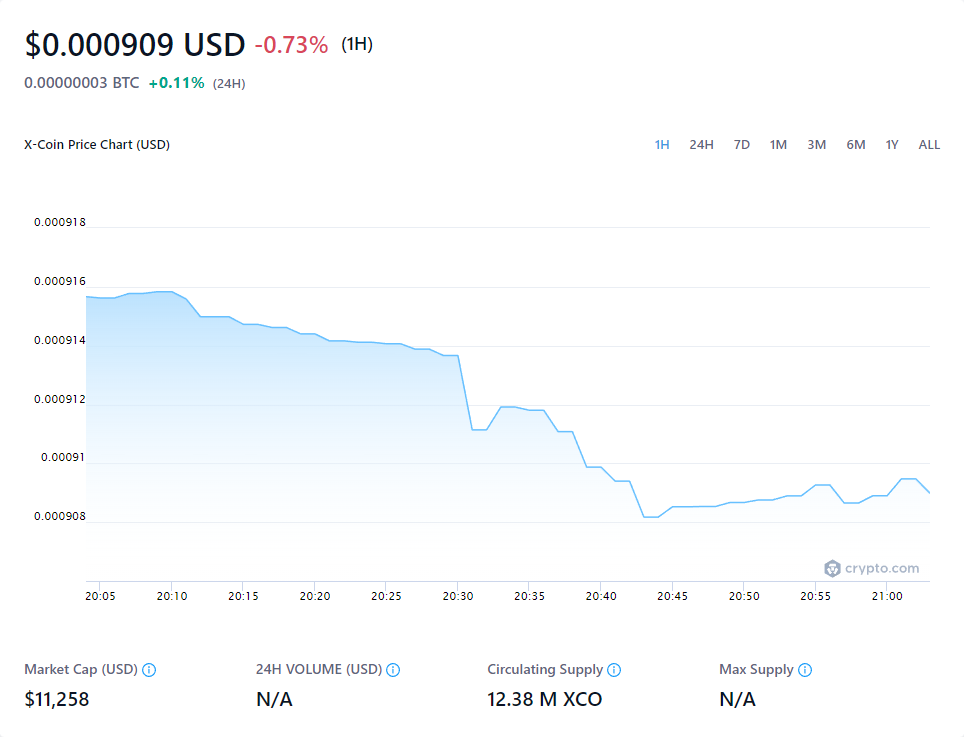 $0.000909 USD -0.73% (1H)
0.00000003 BTC +0.11% (24H)
X-Coin Price Chart (USD) 1H 24H 7D 1M 3M 6M 1Y ALL
0.000918
0.000916
0.000914
0.000912
0.00091
0.000908
crypto.com
20:05 20:10 20:15 20:20 20:25 20:30 20:35 20:40 20:45 20:50 20:55 21:00
Market Cap (USD) 24H VOLUME (USD) Circulating Supply Max Supply
$11,258 N/A 12.38 M XCO N/A